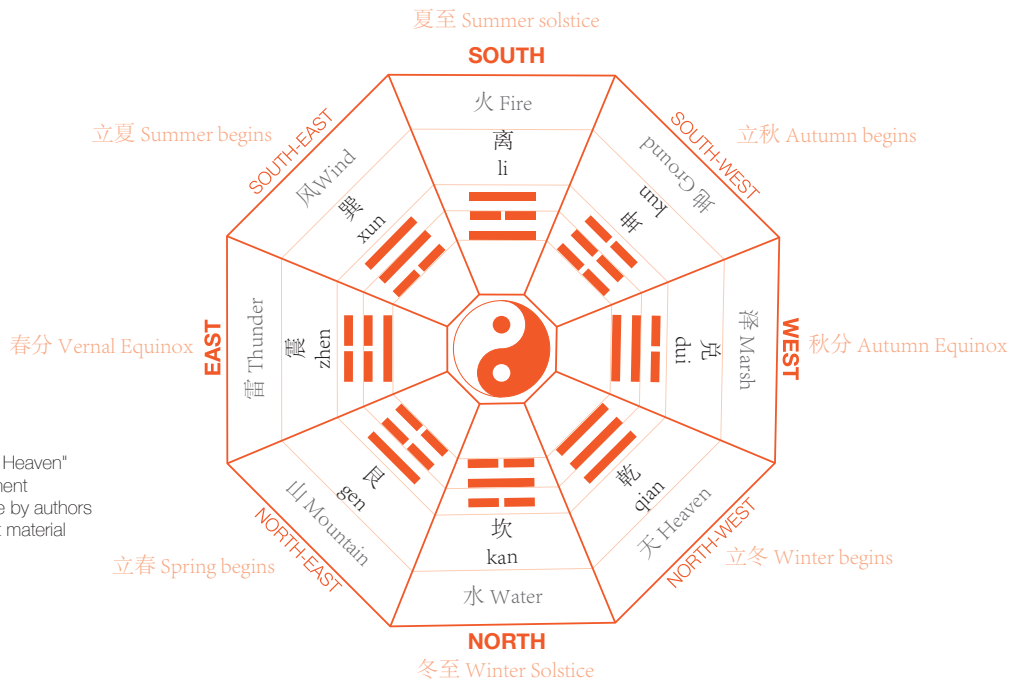 夏至 Summer solstice
SOUTH
火 Fire
离
li
立夏 Summer begins
SOUTH-EAST
风Wind
巽
xun
立秋 Autumn begins
SOUTH-WEST
地 Ground
坤
kun
春分 Vernal Equinox
EAST
雷 Thunder
震
zhen
秋分 Autumn Equinox
WEST
泽 Marsh
兑
dui
Heaven"
ment
e by authors
t material
立春 Spring begins
NORTH-EAST
山 Mountain
艮
gen
立冬 Winter begins
NORTH-WEST
天 Heaven
乾
qian
坎
kan
水 Water
NORTH
冬至 Winter Solstice